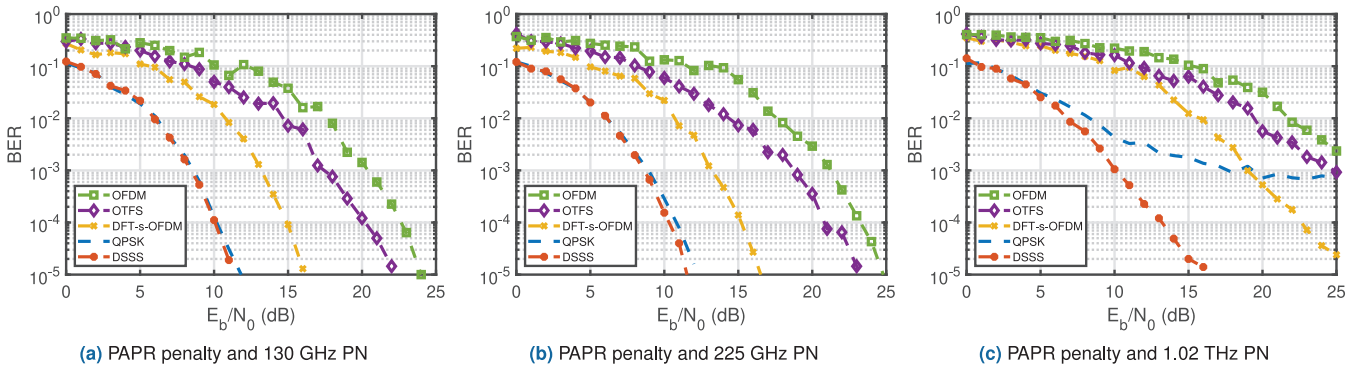 BER
10^0
10^-1
10^-2
10^-3
10^-4
10^-5
OFDM
OTFS
DFT-s-OFDM
QPSK
DSSS
0 5 10 15 20 25
E_b/N_0 (dB)
(a) PAPR penalty and 130 GHz PN
BER
10^0
10^-1
10^-2
10^-3
10^-4
10^-5
OFDM
OTFS
DFT-s-OFDM
QPSK
DSSS
0 5 10 15 20 25
E_b/N_0 (dB)
(b) PAPR penalty and 225 GHz PN
BER
10^0
10^-1
10^-2
10^-3
10^-4
10^-5
OFDM
OTFS
DFT-s-OFDM
QPSK
DSSS
0 5 10 15 20 25
E_b/N_0 (dB)
(c) PAPR penalty and 1.02 THz PN